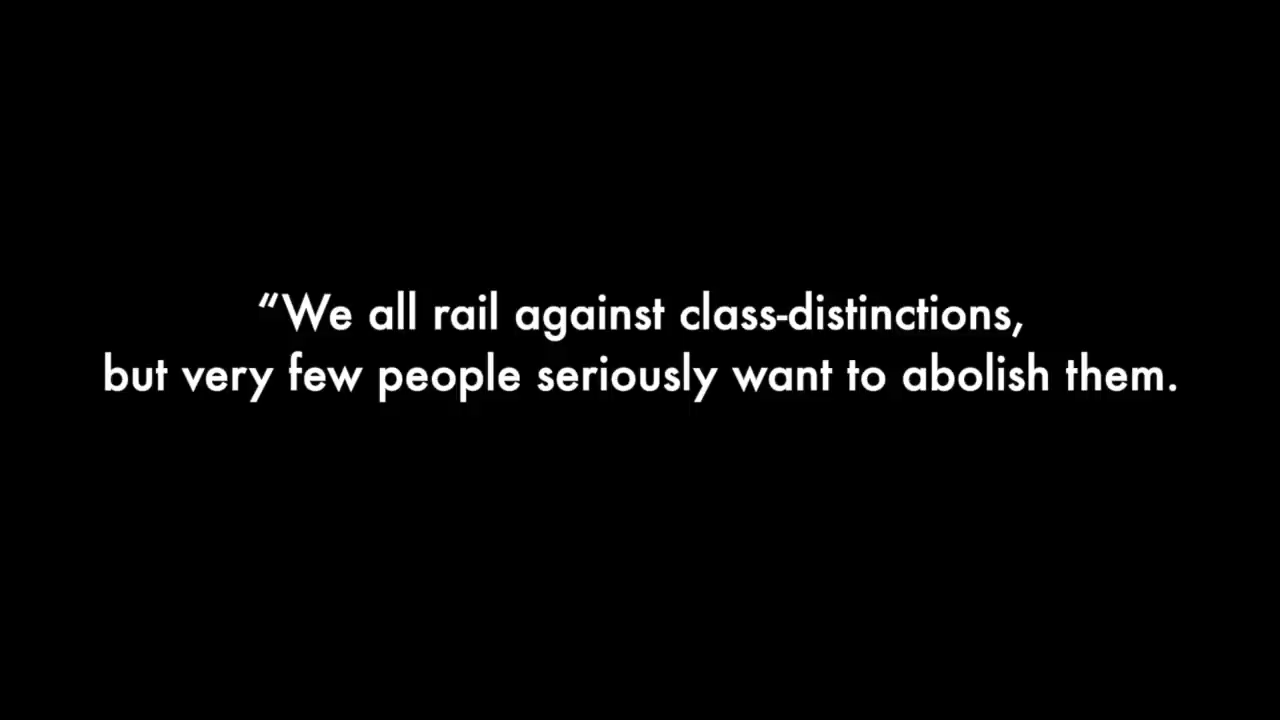 “We all rail against class-distinctions,
but very few people seriously want to abolish them.